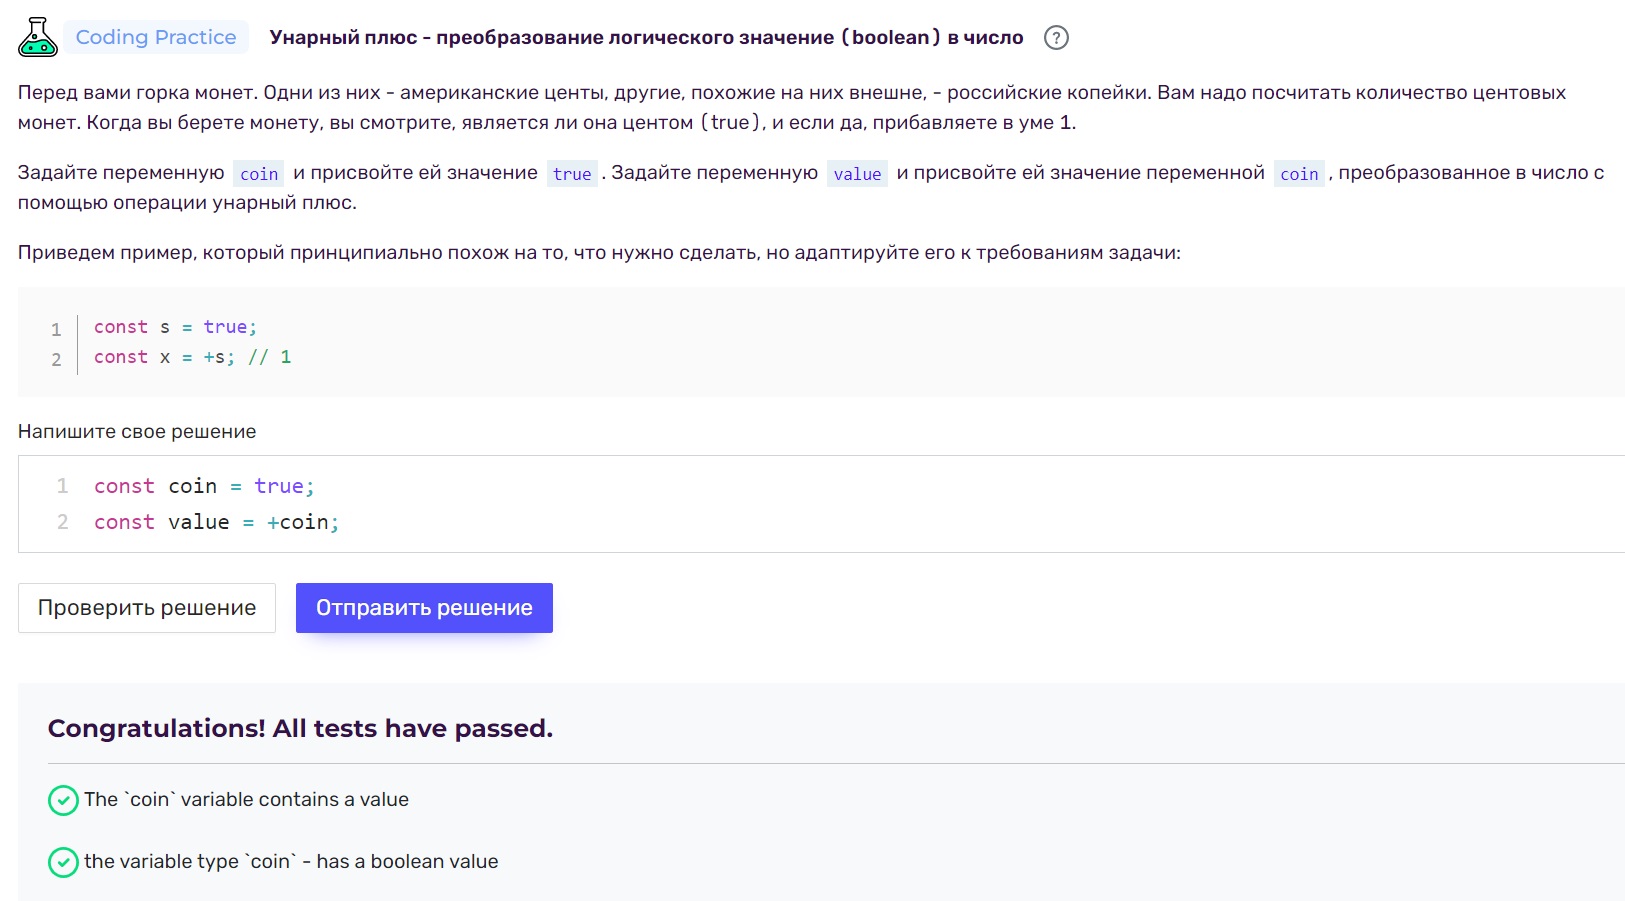 Coding Practice Унарный плюс - преобразование логического значение (boolean) в число ?
Перед вами горка монет. Одни из них - американские центы, другие, похожие на них внешне, - российские копейки. Вам надо посчитать количество центовых
монет. Когда вы берете монету, вы смотрите, является ли она центом (true), и если да, прибавляете в уме 1.
Задайте переменную coin и присвойте ей значение true . Задайте переменную value и присвойте ей значение переменной coin , преобразованное в число с
помощью операции унарный плюс.
Приведем пример, который принципиально похож на то, что нужно сделать, но адаптируйте его к требованиям задачи:
1 const s = true;
2 const x = +s; // 1
Напишите свое решение
1 const coin = true;
2 const value = +coin;
Проверить решение Отправить решение
Congratulations! All tests have passed.
The `coin` variable contains a value
the variable type `coin` - has a boolean value